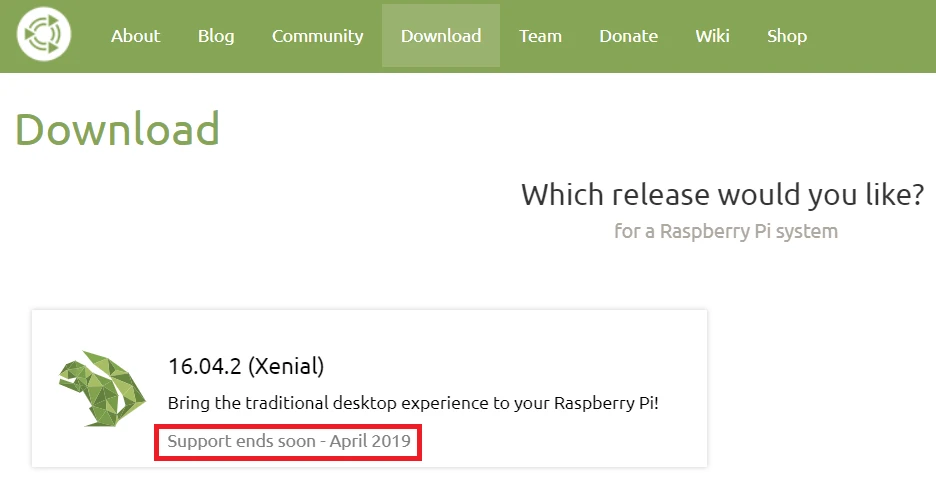 About Blog Community Download Team Donate Wiki Shop
Download
Which release would you like?
for a Raspberry Pi system
16.04.2 (Xenial)
Bring the traditional desktop experience to your Raspberry Pi!
Support ends soon - April 2019